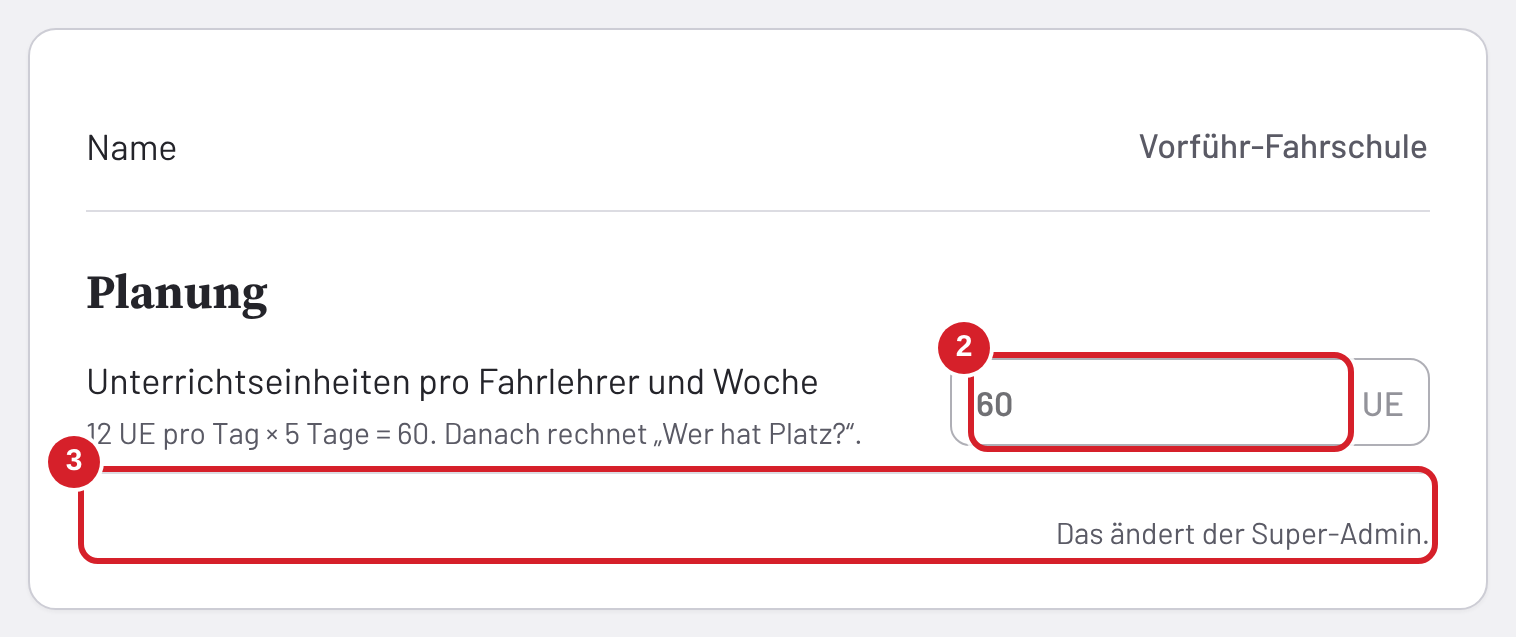 Name
Vorführ-Fahrschule
Planung
2
Unterrichtseinheiten pro Fahrlehrer und Woche
60 UE
12 UE pro Tag × 5 Tage = 60. Danach rechnet „Wer hat Platz?“.
3
Das ändert der Super-Admin.